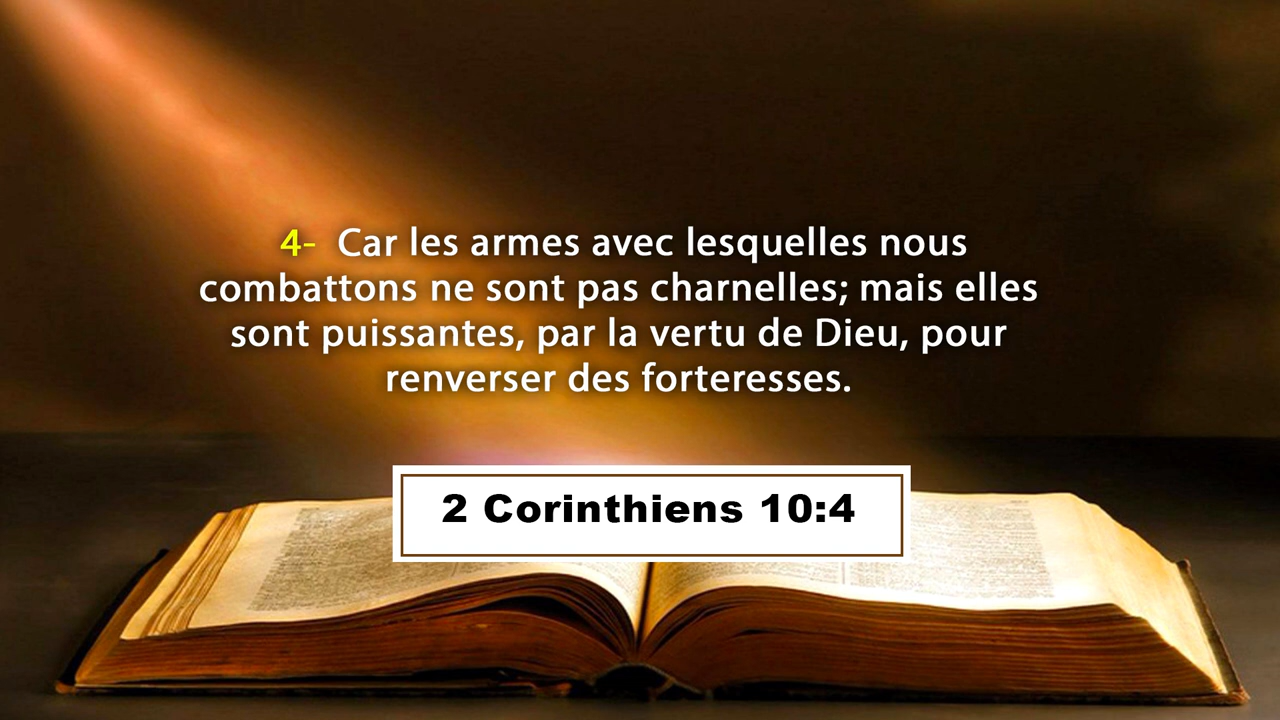 4- Car les armes avec lesquelles nous
combattons ne sont pas charnelles; mais elles
sont puissantes, par la vertu de Dieu, pour
renverser des forteresses.
2 Corinthiens 10:4